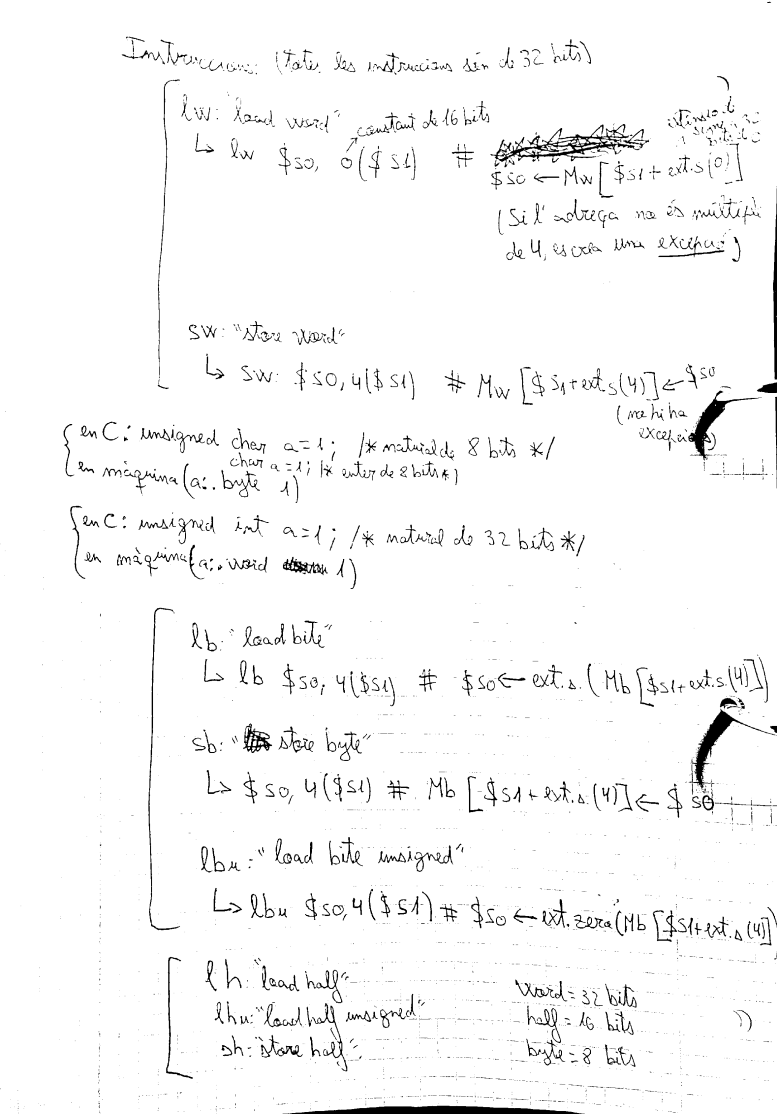 Instruccions: (totes les instruccions són de 32 bits)
lw: "load word"
constant de 16 bits
extensió de signe a 32 bits
↳ lw $s0, 0($s1) #
$s0 ← Mw [$s1 + ext.s(0)]
(Si l'adreça no és múltiple
de 4, es crea una excepció)
sw: "store word"
↳ sw: $s0, 4($s1) # Mw [$s1+ext.s(4)] ← $s0
(no hi ha
excepcions)
en C: unsigned char a=1; /* natural de 8 bits */
char a=1; /* enter de 8 bits */
en màquina (a:. byte 1)
en C: unsigned int a=1; /* natural de 32 bits */
en màquina (a:. word 1)
lb: "load bite"
↳ lb $s0, 4($s1) # $s0 ← ext.s.(Mb [$s1+ext.s.(4)])
sb: "store byte"
↳ $s0, 4($s1) # Mb [$s1+ext.s(4)] ← $s0
lbu: "load bite unsigned"
↳ lbu $s0, 4($s1) # $s0 ← ext.zero(Mb [$s1+ext.s(4)]
lh: "load half"
lhu: "load half unsigned"
sh: "store half"
word = 32 bits
half = 16 bits
byte = 8 bits